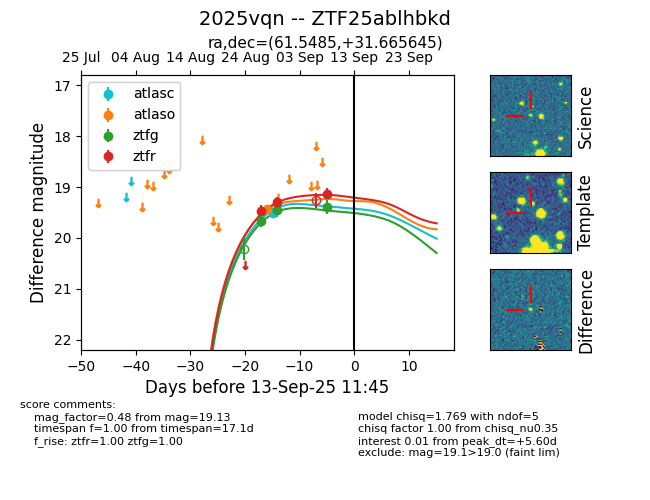 2025vqn -- ZTF25ablhbkd
ra,dec=(61.5485,+31.665645)
25 Jul 04 Aug 14 Aug 24 Aug 03 Sep 13 Sep 23 Sep
17
18
19
20
21
22
Difference magnitude
atlasc
atlaso
ztfg
ztfr
−50 −40 −30 −20 −10 0 10
Days before 13-Sep-25 11:45
Science
Template
Difference
score comments:
mag_factor=0.48 from mag=19.13
timespan f=1.00 from timespan=17.1d
f_rise: ztfr=1.00 ztfg=1.00
model chisq=1.769 with ndof=5
chisq factor 1.00 from chisq_nu0.35
interest 0.01 from peak_dt=+5.60d
exclude: mag=19.1>19.0 (faint lim)